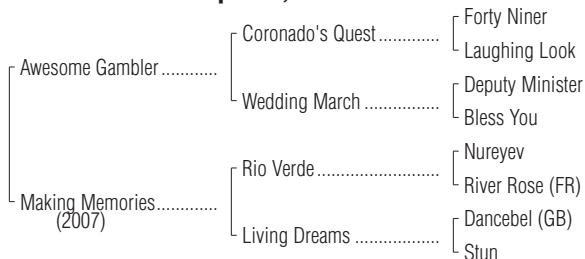 Coronado's Quest............. Forty Niner
Laughing Look
Awesome Gambler............
Wedding March ................ Deputy Minister
Bless You
Rio Verde.......................... Nureyev
River Rose (FR)
Making Memories.............
(2007)
Living Dreams .................. Dancebel (GB)
Stun